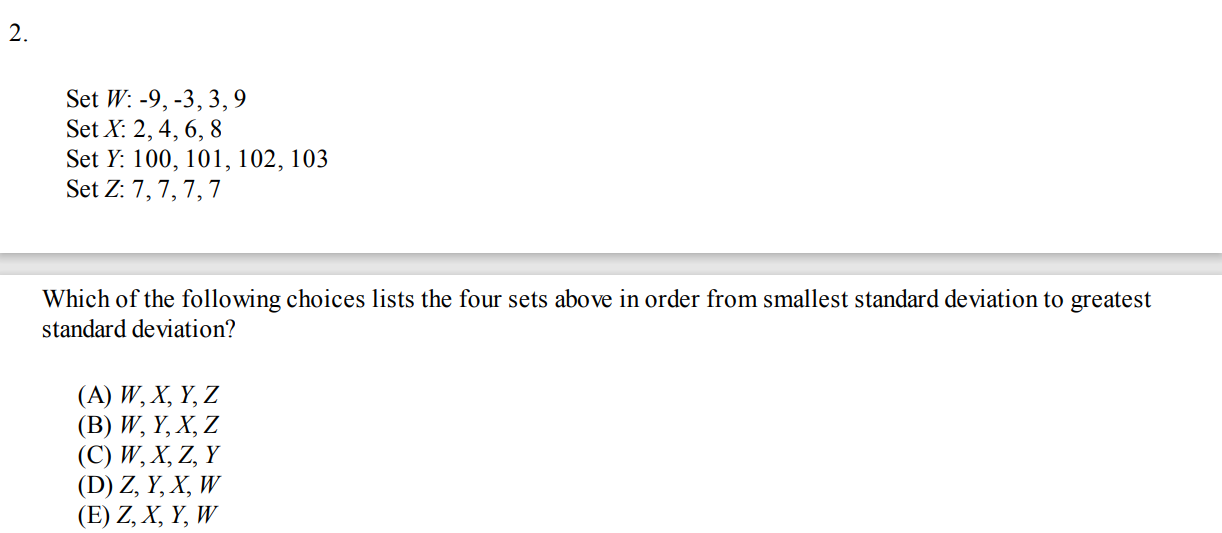 2.
Set W: -9, -3, 3, 9
Set X: 2, 4, 6, 8
Set Y: 100, 101, 102, 103
Set Z: 7, 7, 7, 7
Which of the following choices lists the four sets above in order from smallest standard deviation to greatest
standard deviation?
(A) W, X, Y, Z
(B) W, Y, X, Z
(C) W, X, Z, Y
(D) Z, Y, X, W
(E) Z, X, Y, W